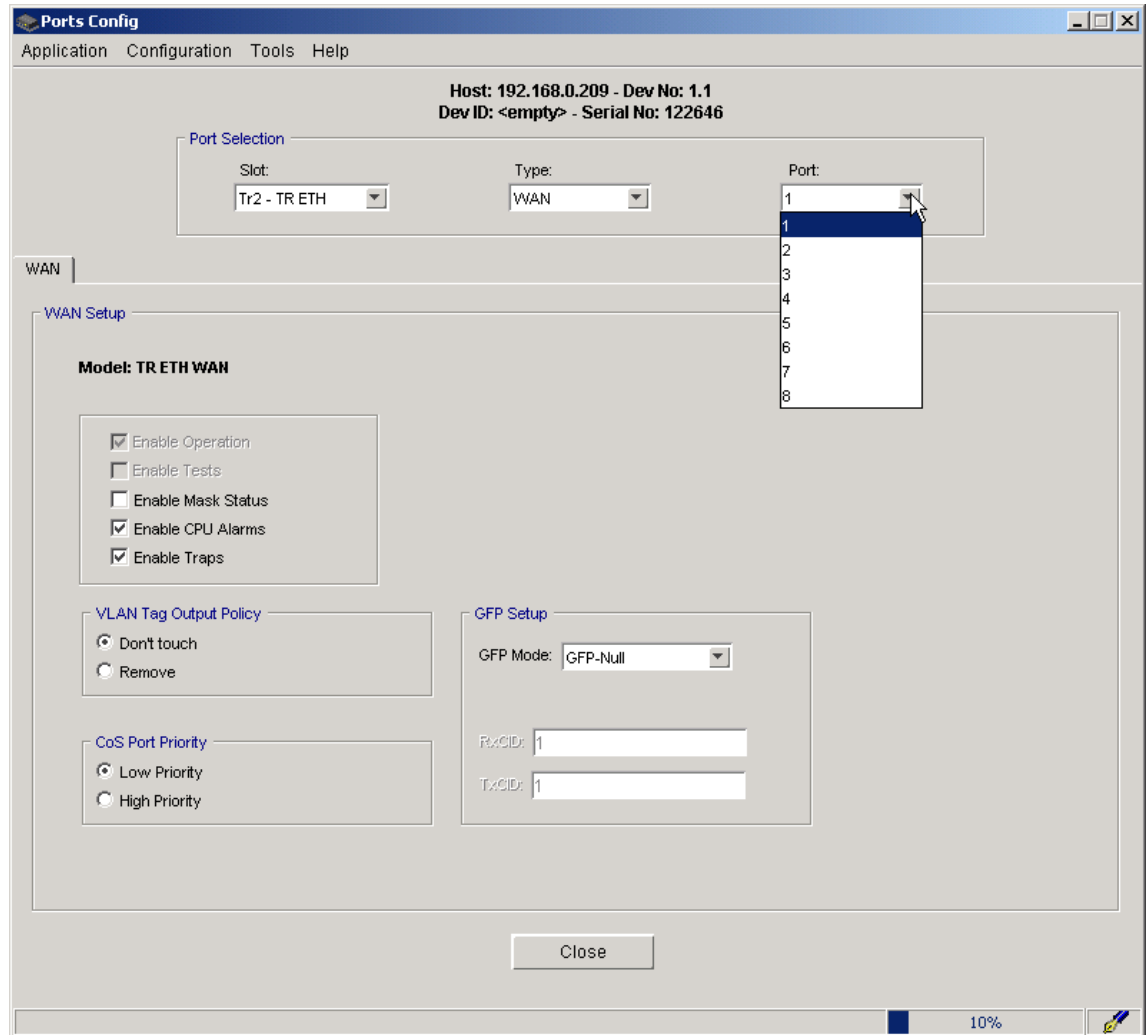 Ports Config
Application Configuration Tools Help
Host: 192.168.0.209 - Dev No: 1.1
Dev ID: <empty> - Serial No: 122646
Port Selection
Slot: Type: Port:
Tr2 - TR ETH WAN 1
1
2
3
4
5
6
7
8
WAN
WAN Setup
Model: TR ETH WAN
Enable Operation
Enable Tests
Enable Mask Status
Enable CPU Alarms
Enable Traps
VLAN Tag Output Policy
Don't touch
Remove
GFP Setup
GFP Mode: GFP-Null
CoS Port Priority
Low Priority
High Priority
RxCID: 1
TxCID: 1
Close
10%